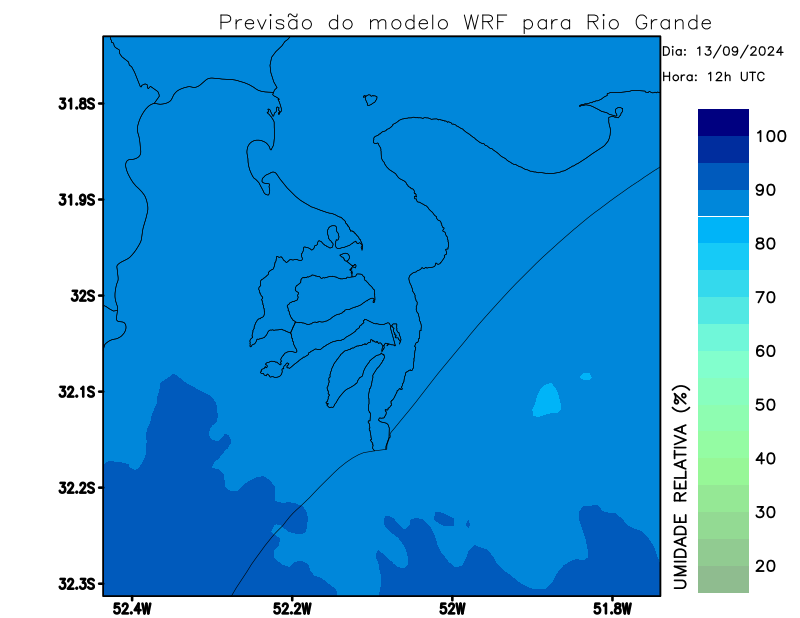 Previsão do modelo WRF para Rio Grande
Dia: 13/09/2024
Hora: 12h UTC
31.8S
31.9S
32S
32.1S
32.2S
32.3S
52.4W
52.2W
52W
51.8W
100
90
80
70
60
50
40
30
20
UMIDADE RELATIVA (%)